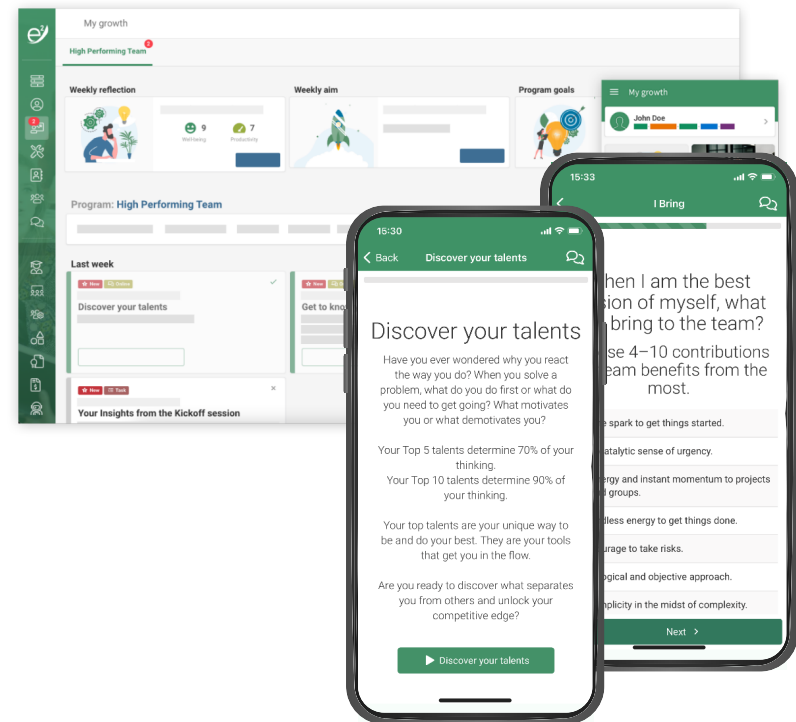 e²
My growth
High Performing Team
2
Weekly reflection
Weekly aim
Program goals
9
7
Well-being
Productivity
Program: High Performing Team
Last week
New
Discover your talents
New
Get to
New
Task
Your Insights from the Kickoff session
2
My growth
John Doe
15:33
I Bring
hen I am the best
sion of myself, what
bring to the team?
se 4–10 contributions
eam benefits from the
most.
spark to get things started.
atalytic sense of urgency.
ergy and instant momentum to projects
groups.
dless energy to get things done.
urage to take risks.
ogical and objective approach.
mplicity in the midst of complexity.
Next
15:30
Back
Discover your talents
Discover your talents
Have you ever wondered why you react
the way you do? When you solve a
problem, what do you do first or what do
you need to get going? What motivates
you or what demotivates you?
Your Top 5 talents determine 70% of your
thinking.
Your Top 10 talents determine 90% of
your thinking.
Your top talents are your unique way to
be and do your best. They are your tools
that get you in the flow.
Are you ready to discover what separates
you from others and unlock your
competitive edge?
Discover your talents